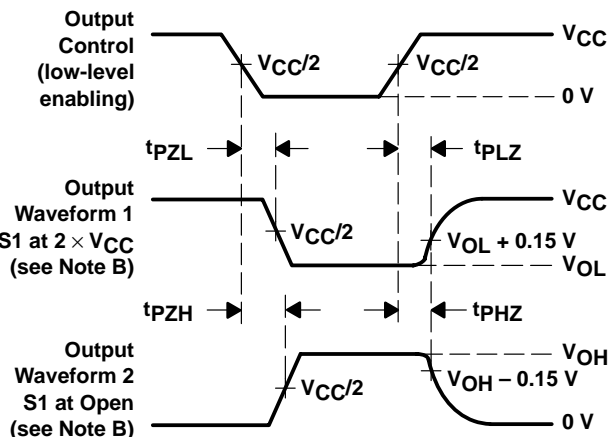 Output
Control
(low-level
enabling)
VCC/2
VCC/2
VCC
0 V
tPZL
tPLZ
Output
Waveform 1
S1 at 2 × VCC
(see Note B)
VCC/2
VCC
VOL + 0.15 V
VOL
tPZH
tPHZ
Output
Waveform 2
S1 at Open
(see Note B)
VCC/2
VOH
VOH − 0.15 V
0 V